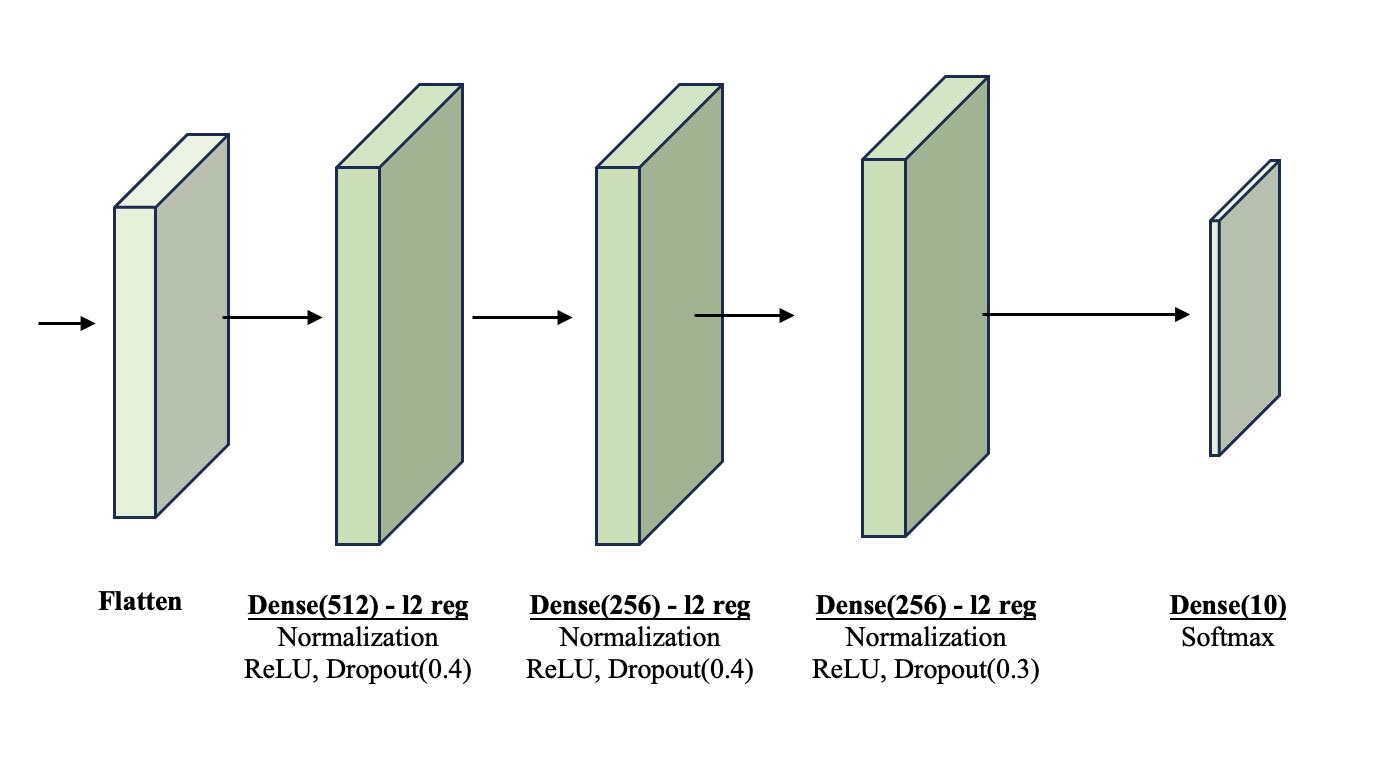 Flatten
Dense(512) - l2 reg
Normalization
ReLU, Dropout(0.4)
Dense(256) - l2 reg
Normalization
ReLU, Dropout(0.4)
Dense(256) - l2 reg
Normalization
ReLU, Dropout(0.3)
Dense(10)
Softmax